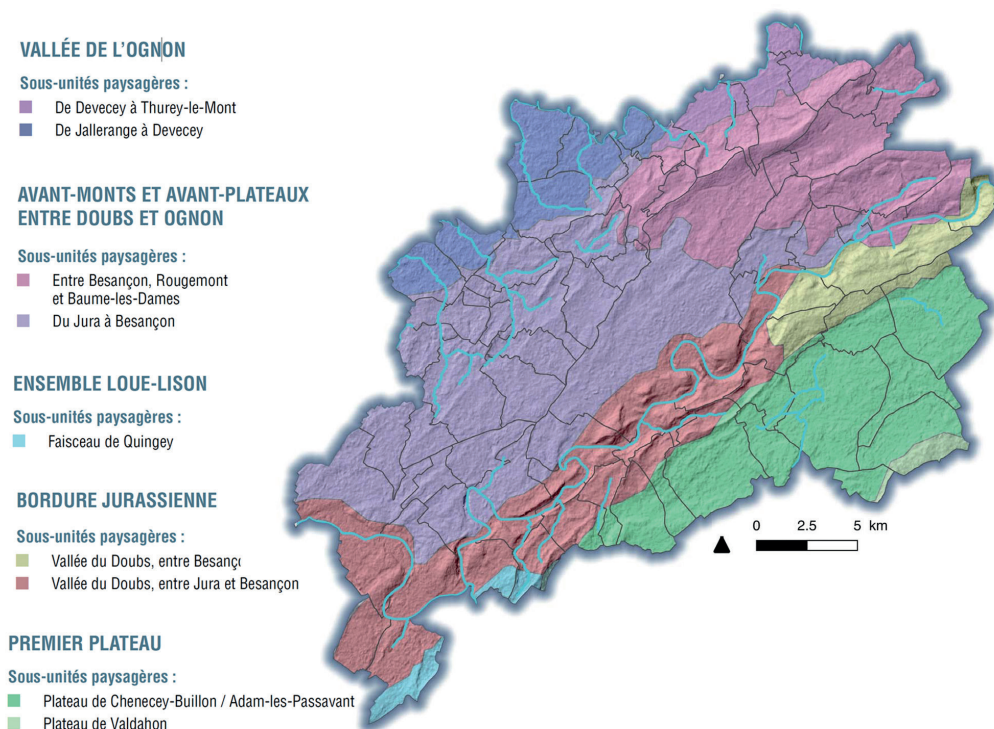 VALLÉE DE L'OGNON
Sous-unités paysagères :
De Devecey à Thurey-le-Mont
De Jallerange à Devecey
AVANT-MONTS ET AVANT-PLATEAUX
ENTRE DOUBS ET OGNON
Sous-unités paysagères :
Entre Besançon, Rougemont
et Baume-les-Dames
Du Jura à Besançon
ENSEMBLE LOUE-LISON
Sous-unités paysagères :
Faisceau de Quingey
BORDURE JURASSIENNE
Sous-unités paysagères :
Vallée du Doubs, entre
Vallée du Doubs, entre Jura et Besançon
PREMIER PLATEAU
Sous-unités paysagères :
Plateau de Chenecey-Buillon / Adam-les-Passavant
Plateau de Valdahon
0 2.5 5 km